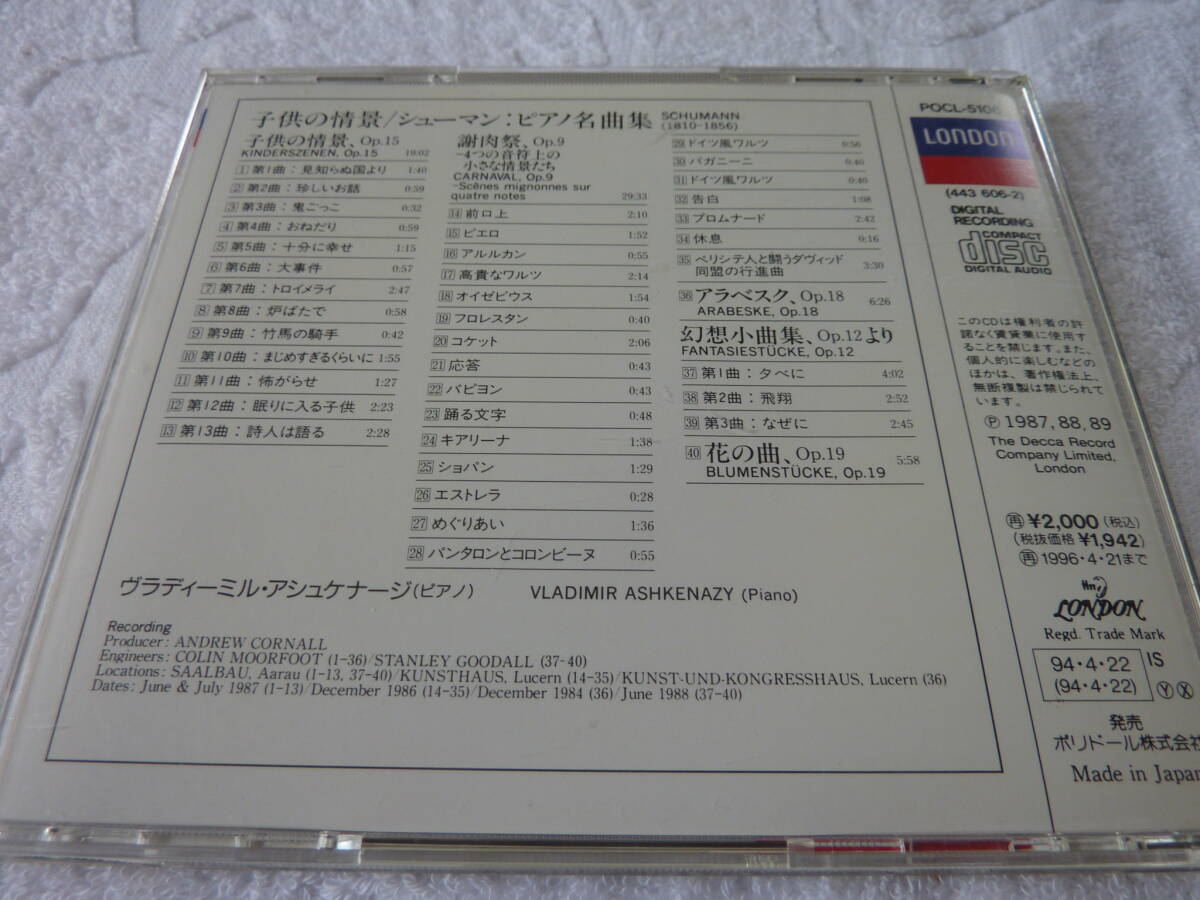 子供の情景/シューマン:ピアノ名曲集 SCHUMANN
(1810-1856)
子供の情景、Op.15
KINDERSZENEN, Op.15 19:02
1 第1曲:見知らぬ国より 1:40
2 第2曲:珍しいお話 0:59
3 第3曲:鬼ごっこ 0:32
4 第4曲:おねだり 0:59
5 第5曲:十分に幸せ 1:15
6 第6曲:大事件 0:57
7 第7曲:トロイメライ 2:47
8 第8曲:炉ばたで 0:58
9 第9曲:竹馬の騎手 0:42
10 第10曲:まじめすぎるくらいに 1:55
11 第11曲:怖がらせ 1:27
12 第12曲:眠りに入る子供 2:23
13 第13曲:詩人は語る 2:28
謝肉祭、Op.9
-4つの音符上の
小さな情景たち
CARNAVAL, Op.9
-Scènes mignonnes sur
quatre notes 29:33
14 前口上 2:10
15 ピエロ 1:52
16 アルルカン 0:55
17 高貴なワルツ 2:14
18 オイゼビウス 1:54
19 フロレスタン 0:40
20 コケット 2:06
21 応答 0:43
22 パピヨン 0:43
23 踊る文字 0:48
24 キアリーナ 1:38
25 ショパン 1:29
26 エストレラ 0:28
27 めぐりあい 1:36
28 パンタロンとコロンビーヌ 0:55
29 ドイツ風ワルツ 0:56
30 パガニーニ 0:40
31 ドイツ風ワルツ 0:40
32 告白 1:08
33 プロムナード 2:42
34 休息 0:16
35 ペリシテ人と闘うダヴィッド
同盟の行進曲 3:30
36 アラベスク、Op.18 6:26
ARABESKE, Op.18
幻想小曲集、Op.12より
FANTASIESTÜCKE, Op.12
37 第1曲:夕べに 4:02
38 第2曲:飛翔 2:52
39 第3曲:なぜに 2:45
40 花の曲、Op.19 5:58
BLUMENSTÜCKE, Op.19
ヴラディーミル・アシュケナージ(ピアノ) VLADIMIR ASHKENAZY (Piano)
Recording
Producer: ANDREW CORNALL
Engineers: COLIN MOORFOOT (1-36)/STANLEY GOODALL (37-40)
Locations: SAALBAU, Aarau (1-13, 37-40)/KUNSTHAUS, Lucern (14-35)/KUNST-UND-KONGRESSHAUS, Lucern (36)
Dates: June & July 1987 (1-13)/December 1986 (14-35)/December 1984 (36)/June 1988 (37-40)
LONDON
(443 606-2)
DIGITAL
RECORDING
COMPACT
disc
DIGITAL AUDIO
このCDは権利者の許
諾なく賃貸業に使用す
ることを禁じます。また、
個人的に楽しむなどの
ほかは、著作権法上、
無断複製は禁じられて
います。
Ⓟ 1987, 88, 89
The Decca Record
Company Limited,
London
再 ¥2,000 (税込)
(税抜価格 ¥1,942)
再 1996・4・21まで
LONDON
Regd. Trade Mark
94・4・22 IS
(94・4・22) Ⓨ Ⓧ
発売
ポリドール株式会社
Made in Japan